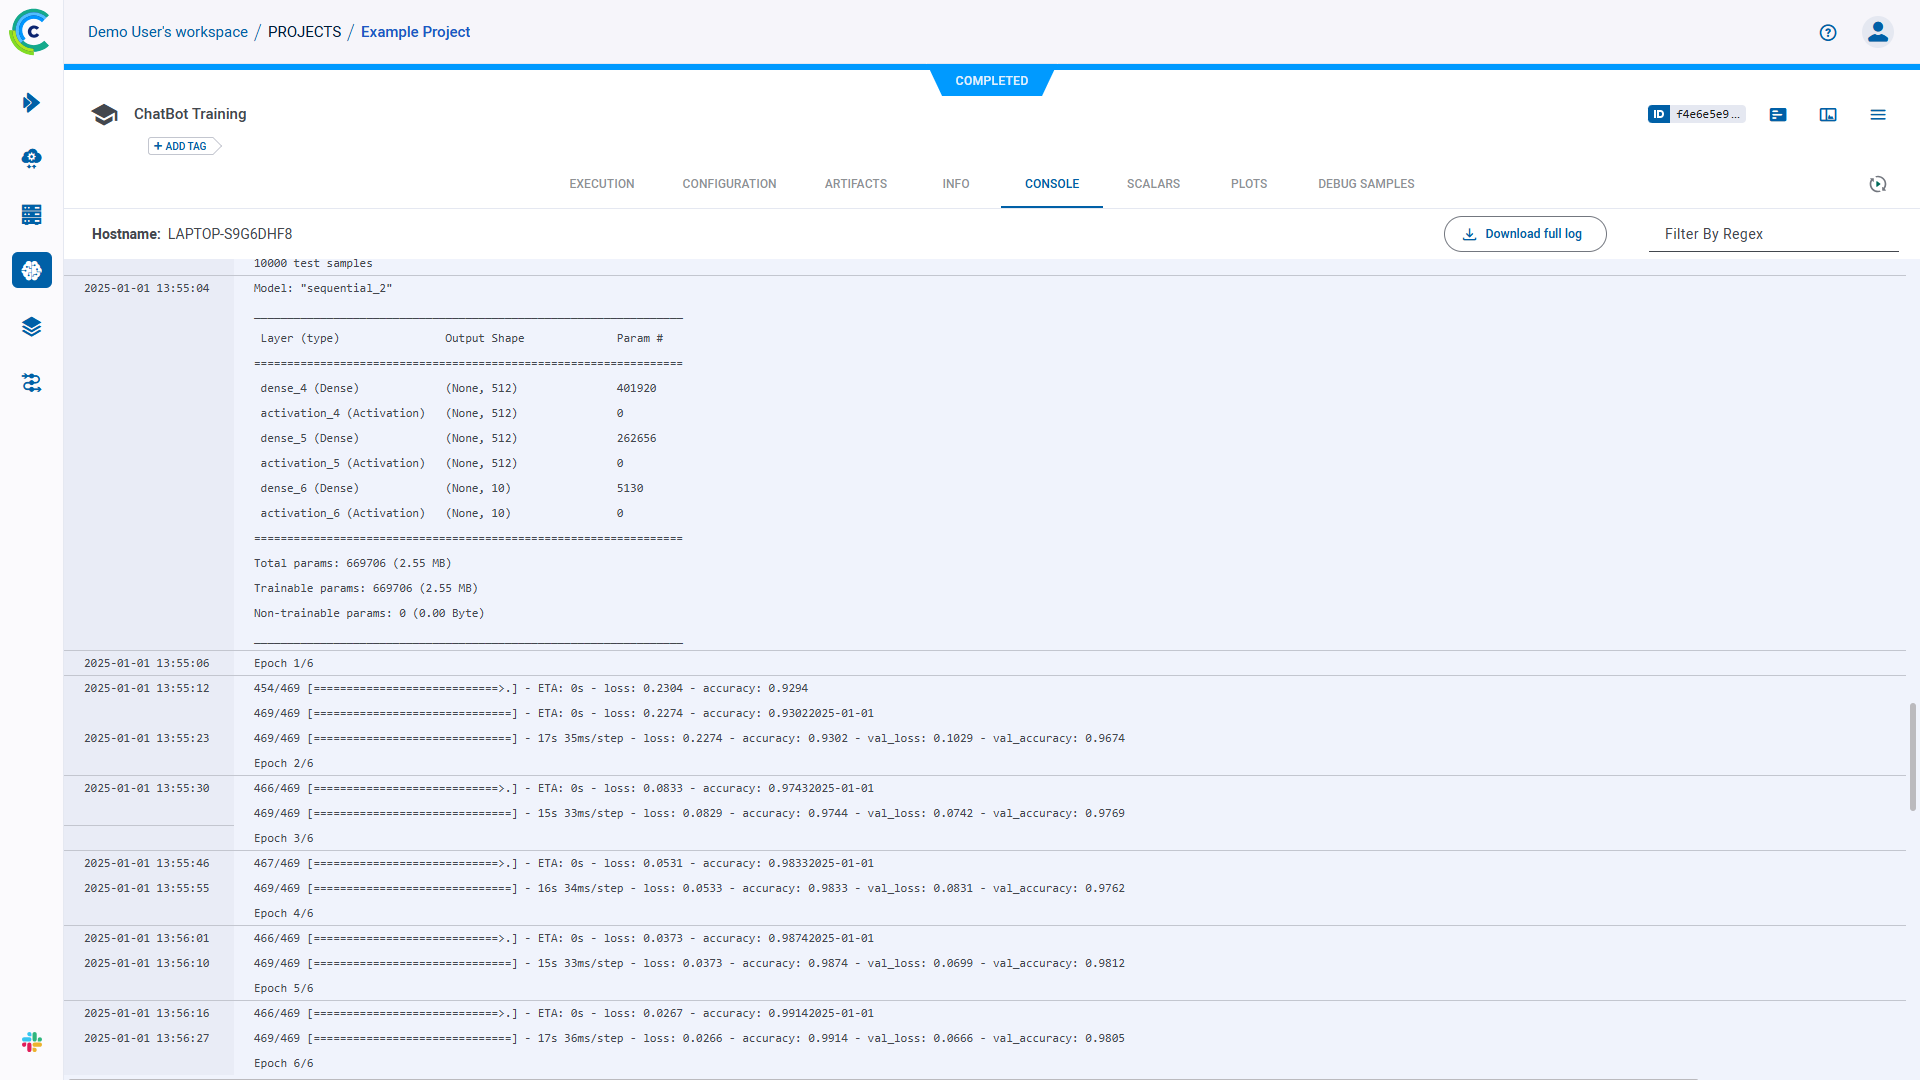 Demo User's workspace / PROJECTS / Example Project
COMPLETED
ChatBot Training
ID f4e6e5e9...
+ ADD TAG
EXECUTION CONFIGURATION ARTIFACTS INFO CONSOLE SCALARS PLOTS DEBUG SAMPLES
Hostname: LAPTOP-S9G6DHF8 Download full log Filter By Regex
10000 test samples
2025-01-01 13:55:04 Model: "sequential_2"
_________________________________________________________________
Layer (type) Output Shape Param #
=================================================================
dense_4 (Dense) (None, 512) 401920
activation_4 (Activation) (None, 512) 0
dense_5 (Dense) (None, 512) 262656
activation_5 (Activation) (None, 512) 0
dense_6 (Dense) (None, 10) 5130
activation_6 (Activation) (None, 10) 0
=================================================================
Total params: 669706 (2.55 MB)
Trainable params: 669706 (2.55 MB)
Non-trainable params: 0 (0.00 Byte)
_________________________________________________________________
2025-01-01 13:55:06 Epoch 1/6
2025-01-01 13:55:12 454/469 [============================>.] - ETA: 0s - loss: 0.2304 - accuracy: 0.9294
469/469 [==============================] - ETA: 0s - loss: 0.2274 - accuracy: 0.93022025-01-01
2025-01-01 13:55:23 469/469 [==============================] - 17s 35ms/step - loss: 0.2274 - accuracy: 0.9302 - val_loss: 0.1029 - val_accuracy: 0.9674
Epoch 2/6
2025-01-01 13:55:30 466/469 [============================>.] - ETA: 0s - loss: 0.0833 - accuracy: 0.97432025-01-01
469/469 [==============================] - 15s 33ms/step - loss: 0.0829 - accuracy: 0.9744 - val_loss: 0.0742 - val_accuracy: 0.9769
Epoch 3/6
2025-01-01 13:55:46 467/469 [============================>.] - ETA: 0s - loss: 0.0531 - accuracy: 0.98332025-01-01
2025-01-01 13:55:55 469/469 [==============================] - 16s 34ms/step - loss: 0.0533 - accuracy: 0.9833 - val_loss: 0.0831 - val_accuracy: 0.9762
Epoch 4/6
2025-01-01 13:56:01 466/469 [============================>.] - ETA: 0s - loss: 0.0373 - accuracy: 0.98742025-01-01
2025-01-01 13:56:10 469/469 [==============================] - 15s 33ms/step - loss: 0.0373 - accuracy: 0.9874 - val_loss: 0.0699 - val_accuracy: 0.9812
Epoch 5/6
2025-01-01 13:56:16 466/469 [============================>.] - ETA: 0s - loss: 0.0267 - accuracy: 0.99142025-01-01
2025-01-01 13:56:27 469/469 [==============================] - 17s 36ms/step - loss: 0.0266 - accuracy: 0.9914 - val_loss: 0.0666 - val_accuracy: 0.9805
Epoch 6/6